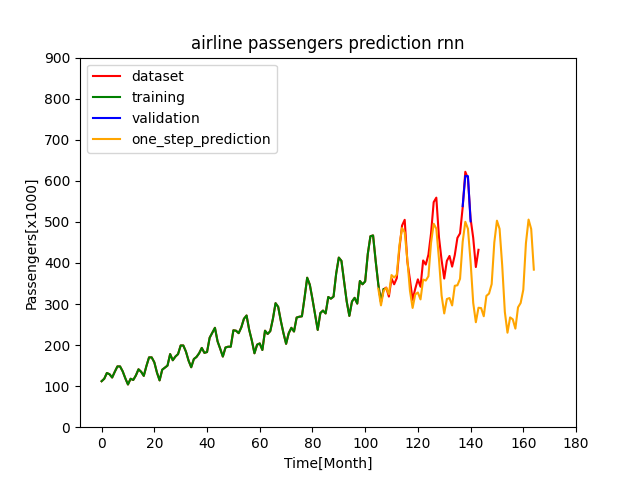 airline passengers prediction rnn
900
800
700
600
500
400
300
200
100
0
Passengers[x1000]
dataset
training
validation
one_step_prediction
0 20 40 60 80 100 120 140 160 180
Time[Month]